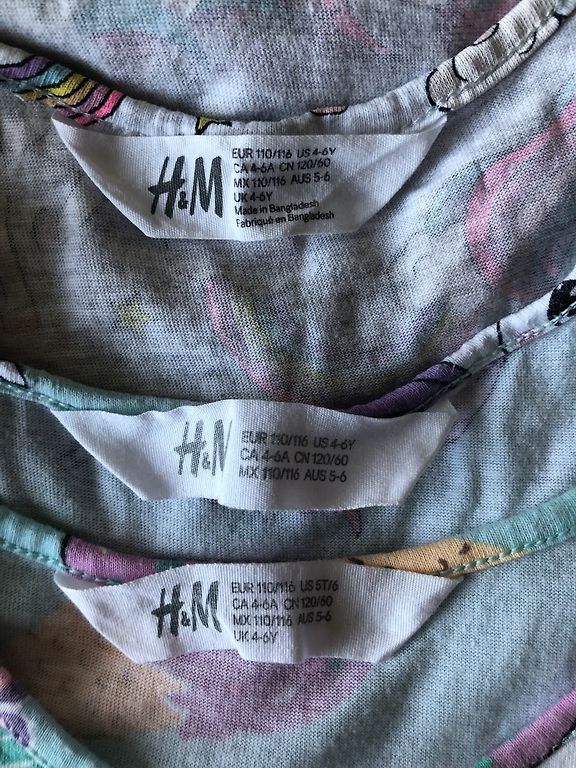 H&M
EUR 110/116 US 4-6Y
CA 4-6A CN 120/60
MX 110/116 AUS 5-6
UK 4-6Y
Made in Bangladesh
Fabriqué en Bangladesh
H&M
EUR 110/116 US 4-6Y
CA 4-6A CN 120/60
MX 110/116 AUS 5-6
H&M
EUR 110/116 US 5T/6
CA 4-6A CN 120/60
MX 110/116 AUS 5-6
UK 4-6Y